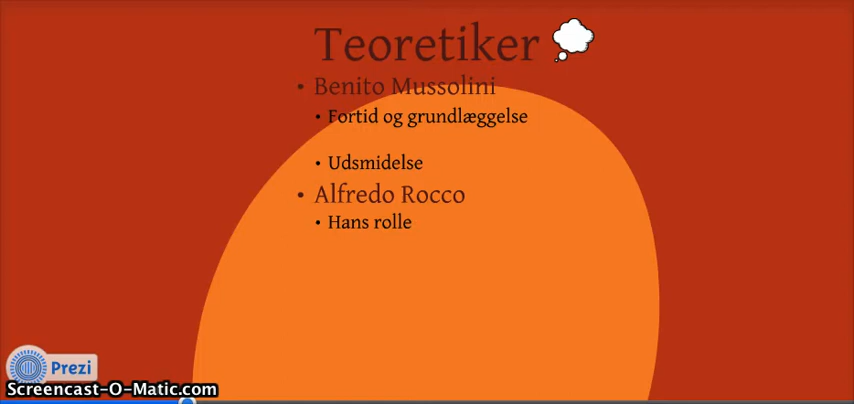 Teoretiker
• Benito Mussolini
• Fortid og grundlæggelse
• Udsmidelse
• Alfredo Rocco
• Hans rolle
Prezi
Screencast-O-Matic.com